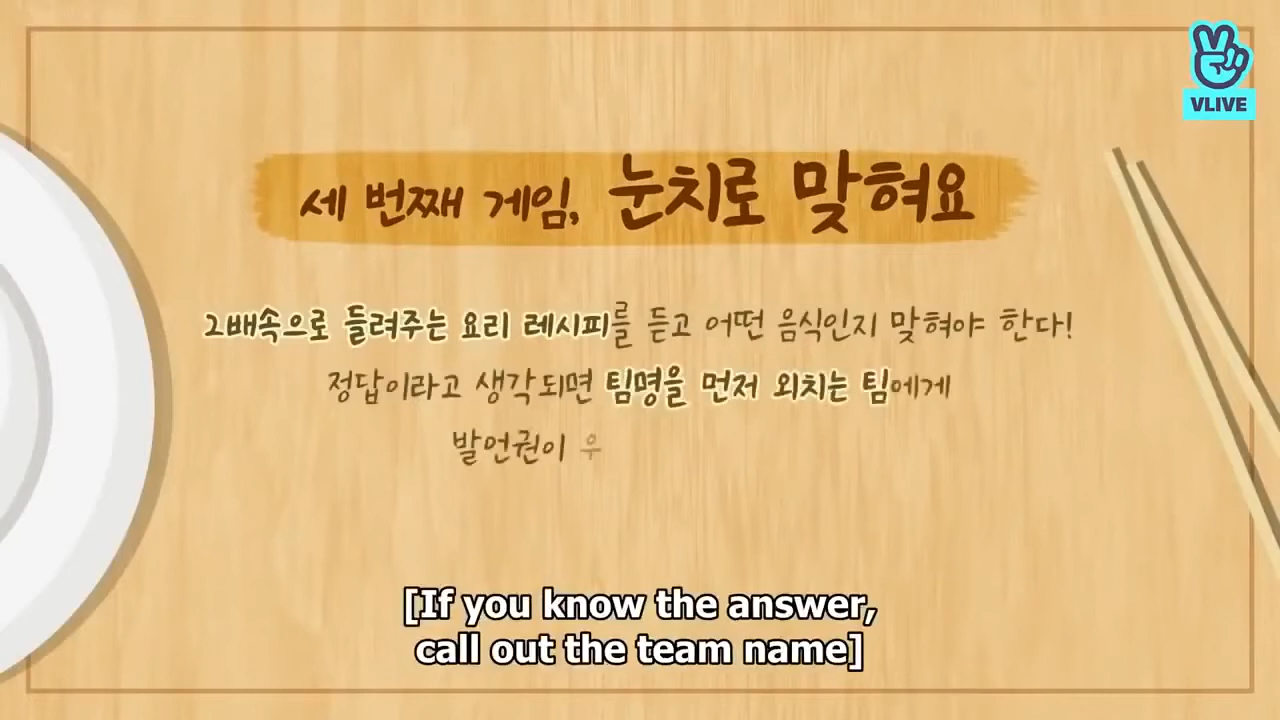 VLIVE
세 번째 게임, 눈치로 맞혀요
2배속으로 들려주는 요리 레시피를 듣고 어떤 음식인지 맞혀야 한다!
정답이라고 생각되면 팀명을 먼저 외치는 팀에게
발언권이 우
[If you know the answer,
call out the team name]